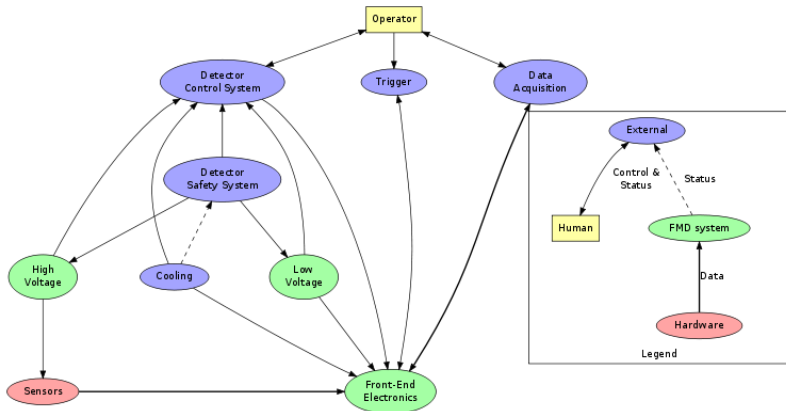 Operator
Detector
Control System
Trigger
Data
Acquisition
Detector
Safety System
High
Voltage
Cooling
Low
Voltage
Sensors
Front-End
Electronics
External
Control &
Status
Status
Human
FMD system
Data
Hardware
Legend